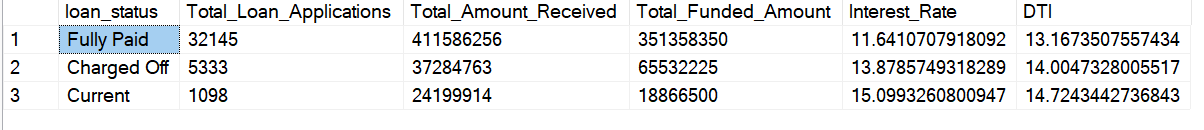 loan_status Total_Loan_Applications Total_Amount_Received Total_Funded_Amount Interest_Rate DTI
1 Fully Paid 32145 411586256 351358350 11.6410707918092 13.1673507557434
2 Charged Off 5333 37284763 65532225 13.8785749318289 14.0047328005517
3 Current 1098 24199914 18866500 15.0993260800947 14.7243442736843